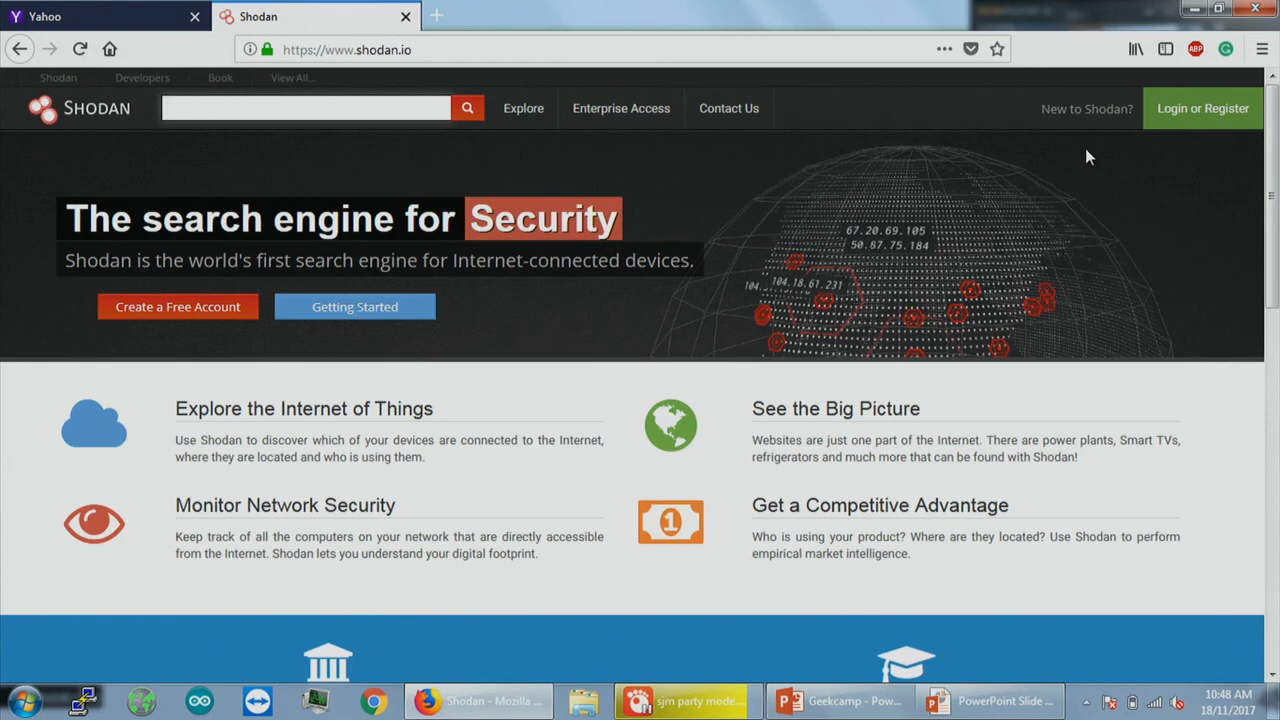 Yahoo
Shodan
https://www.shodan.io
ABP
Shodan Developers Book View All...
SHODAN
Explore Enterprise Access Contact Us
New to Shodan? Login or Register
The search engine for Security
Shodan is the world's first search engine for Internet-connected devices.
Create a Free Account Getting Started
67.20.69.105
50.87.75.184
104.18.61.231
104.
Explore the Internet of Things
Use Shodan to discover which of your devices are connected to the Internet,
where they are located and who is using them.
See the Big Picture
Websites are just one part of the Internet. There are power plants, Smart TVs,
refrigerators and much more that can be found with Shodan!
Monitor Network Security
Keep track of all the computers on your network that are directly accessible
from the Internet. Shodan lets you understand your digital footprint.
1
Get a Competitive Advantage
Who is using your product? Where are they located? Use Shodan to perform
empirical market intelligence.
Shodan - Mozilla ...
sjm party mode...
Geekcamp - Pow...
PowerPoint Slide ...
10:48 AM
18/11/2017